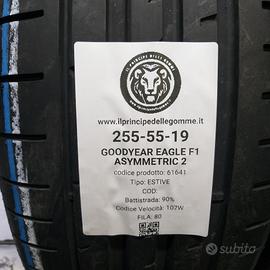 IL PRINCIPE DELLE GOMME
www.ilprincipedellegomme.it
255-55-19
GOODYEAR EAGLE F1
ASYMMETRIC 2
codice prodotto: 61641
Tipo: ESTIVE
COD:
Battistrada: 90%
Codice Velocità: 107W
FILA: 80
subito